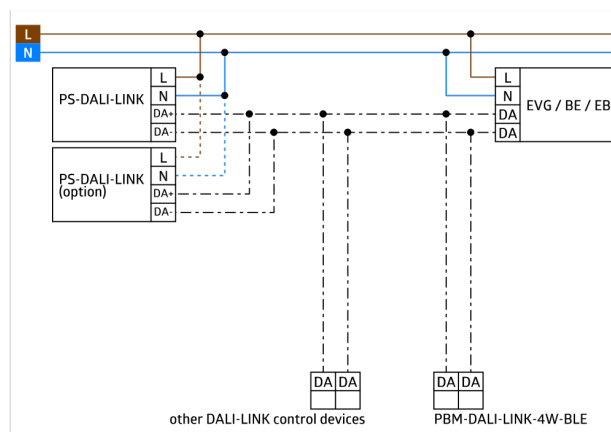 L
N
PS-DALI-LINK
L
N
DA+
DA-
PS-DALI-LINK
(option)
L
N
DA+
DA-
L
N
DA
DA
EVG / BE / EB
DA DA
DA DA
other DALI-LINK control devices
PBM-DALI-LINK-4W-BLE